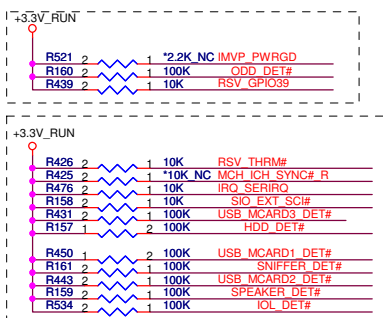 +3.3V_RUN
R521 2 1 *2.2K_NC IMVP_PWRGD
R160 2 1 100K ODD_DET#
R439 2 1 10K RSV_GPIO39
+3.3V_RUN
R426 2 1 10K RSV_THRM#
R425 2 1 *10K_NC MCH_ICH_SYNC#_R
R476 2 1 10K IRQ_SERIRQ
R158 2 1 10K SIO_EXT_SCI#
R431 2 1 100K USB_MCARD3_DET#
R157 1 2 100K HDD_DET#
R450 1 2 100K USB_MCARD1_DET#
R161 2 1 100K SNIFFER_DET#
R443 2 1 100K USB_MCARD2_DET#
R159 2 1 100K SPEAKER_DET#
R534 2 1 100K IOL_DET#